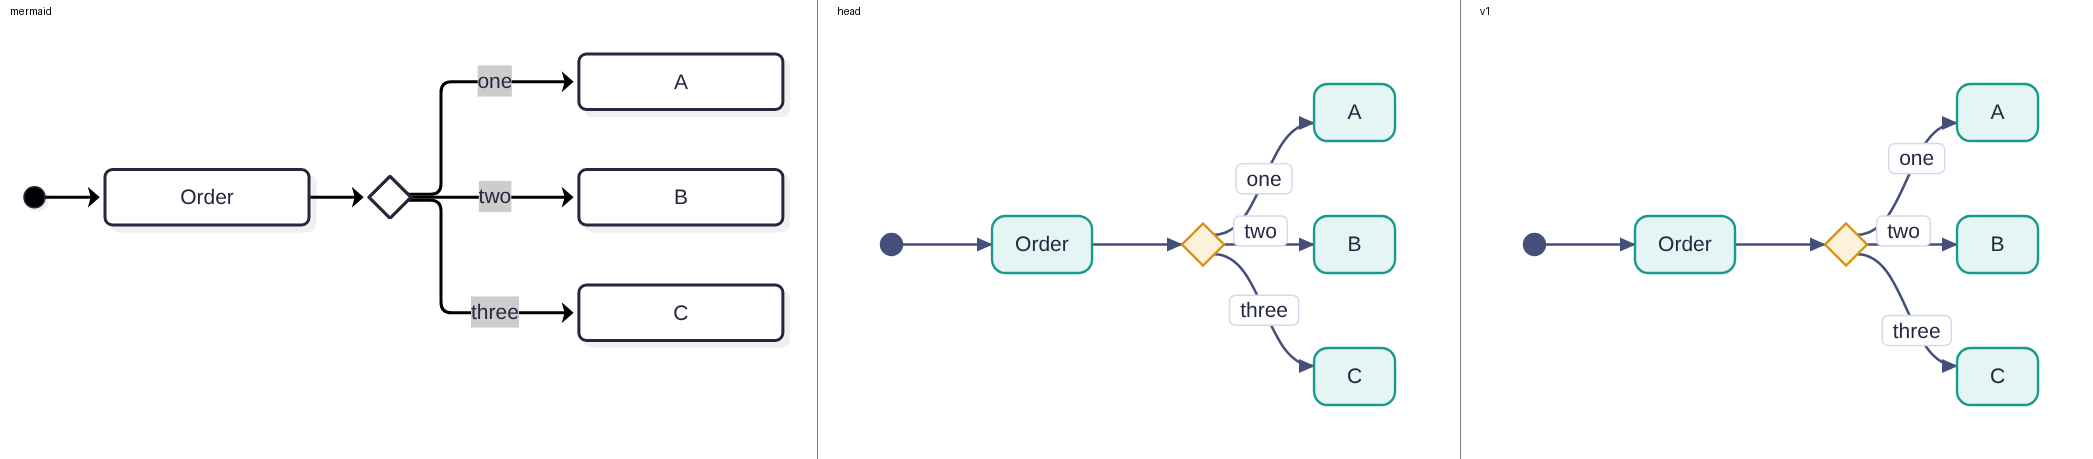 mermaid
one
A
Order
two
B
three
C
head
A
one
Order
two
B
three
C
v1
A
one
Order
two
B
three
C